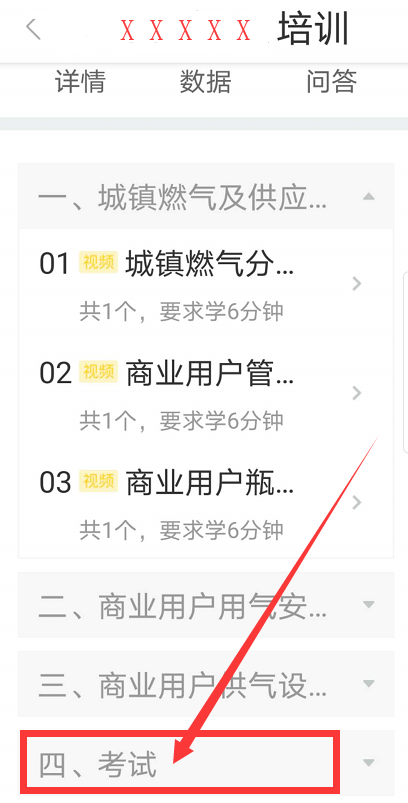 X X X X X 培训
详情 数据 问答
一、城镇燃气及供应...
01 视频 城镇燃气分...
共1个，要求学6分钟
02 视频 商业用户管...
共1个，要求学6分钟
03 视频 商业用户瓶...
共1个，要求学6分钟
二、商业用户用气安...
三、商业用户供气设...
四、考试